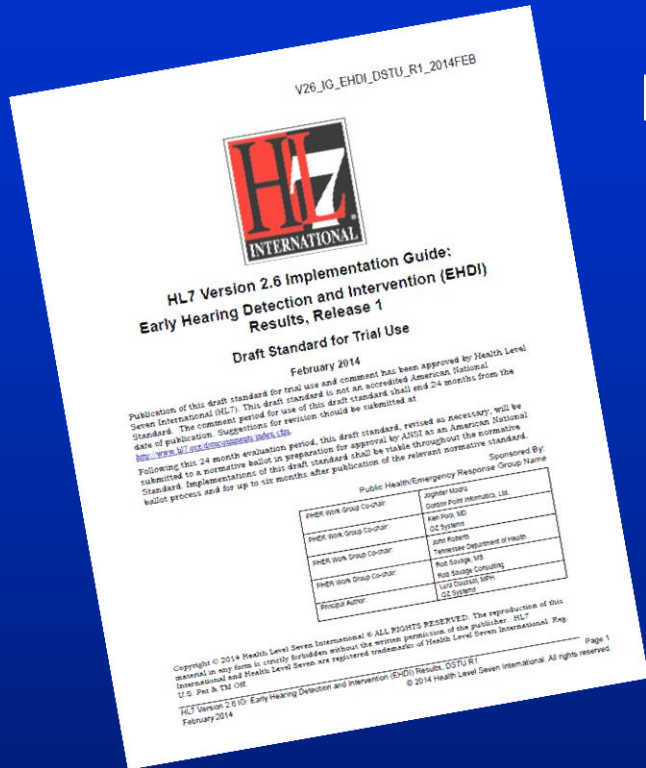 V26_IG_EHDI_DSTU_R1_2014FEB
HL7
INTERNATIONAL
HL7 Version 2.6 Implementation Guide:
Early Hearing Detection and Intervention (EHDI)
Results, Release 1
Draft Standard for Trial Use
February 2014
Publication of this draft standard for trial use and comment has been approved by Health Level
Seven International (HL7). This draft standard is not an accredited American National
Standard. The comment period for use of this draft standard shall end 24 months from the
date of publication. Suggestions for revision should be submitted at
http://www.hl7.org/dstucomments/index.cfm.
Following this 24 month evaluation period, this draft standard, revised as necessary, will be
submitted to a normative ballot in preparation for approval by ANSI as an American National
Standard. Implementations of this draft standard shall be viable throughout the normative
ballot process and for up to six months after publication of the relevant normative standard.
Sponsored By:
Public Health/Emergency Response Group Name
PHER Work Group Co-chair:
Joginder Madra
Gordon Point Informatics, Ltd.
PHER Work Group Co-chair:
Ken Pool, MD
OZ Systems
PHER Work Group Co-chair:
John Roberts
Tennessee Department of Health
PHER Work Group Co-chair:
Rob Savage, MS
Rob Savage Consulting
Principal Author:
Lura Daussat, MPH
OZ Systems
Copyright © 2014 Health Level Seven International ® ALL RIGHTS RESERVED. The reproduction of this
material in any form is strictly forbidden without the written permission of the publisher. HL7
International and Health Level Seven are registered trademarks of Health Level Seven International. Reg.
U.S. Pat & TM Off.
HL7 Version 2.6 IG: Early Hearing Detection and Intervention (EHDI) Results, DSTU R1
Page 1
February 2014
© 2014 Health Level Seven International. All rights reserved.